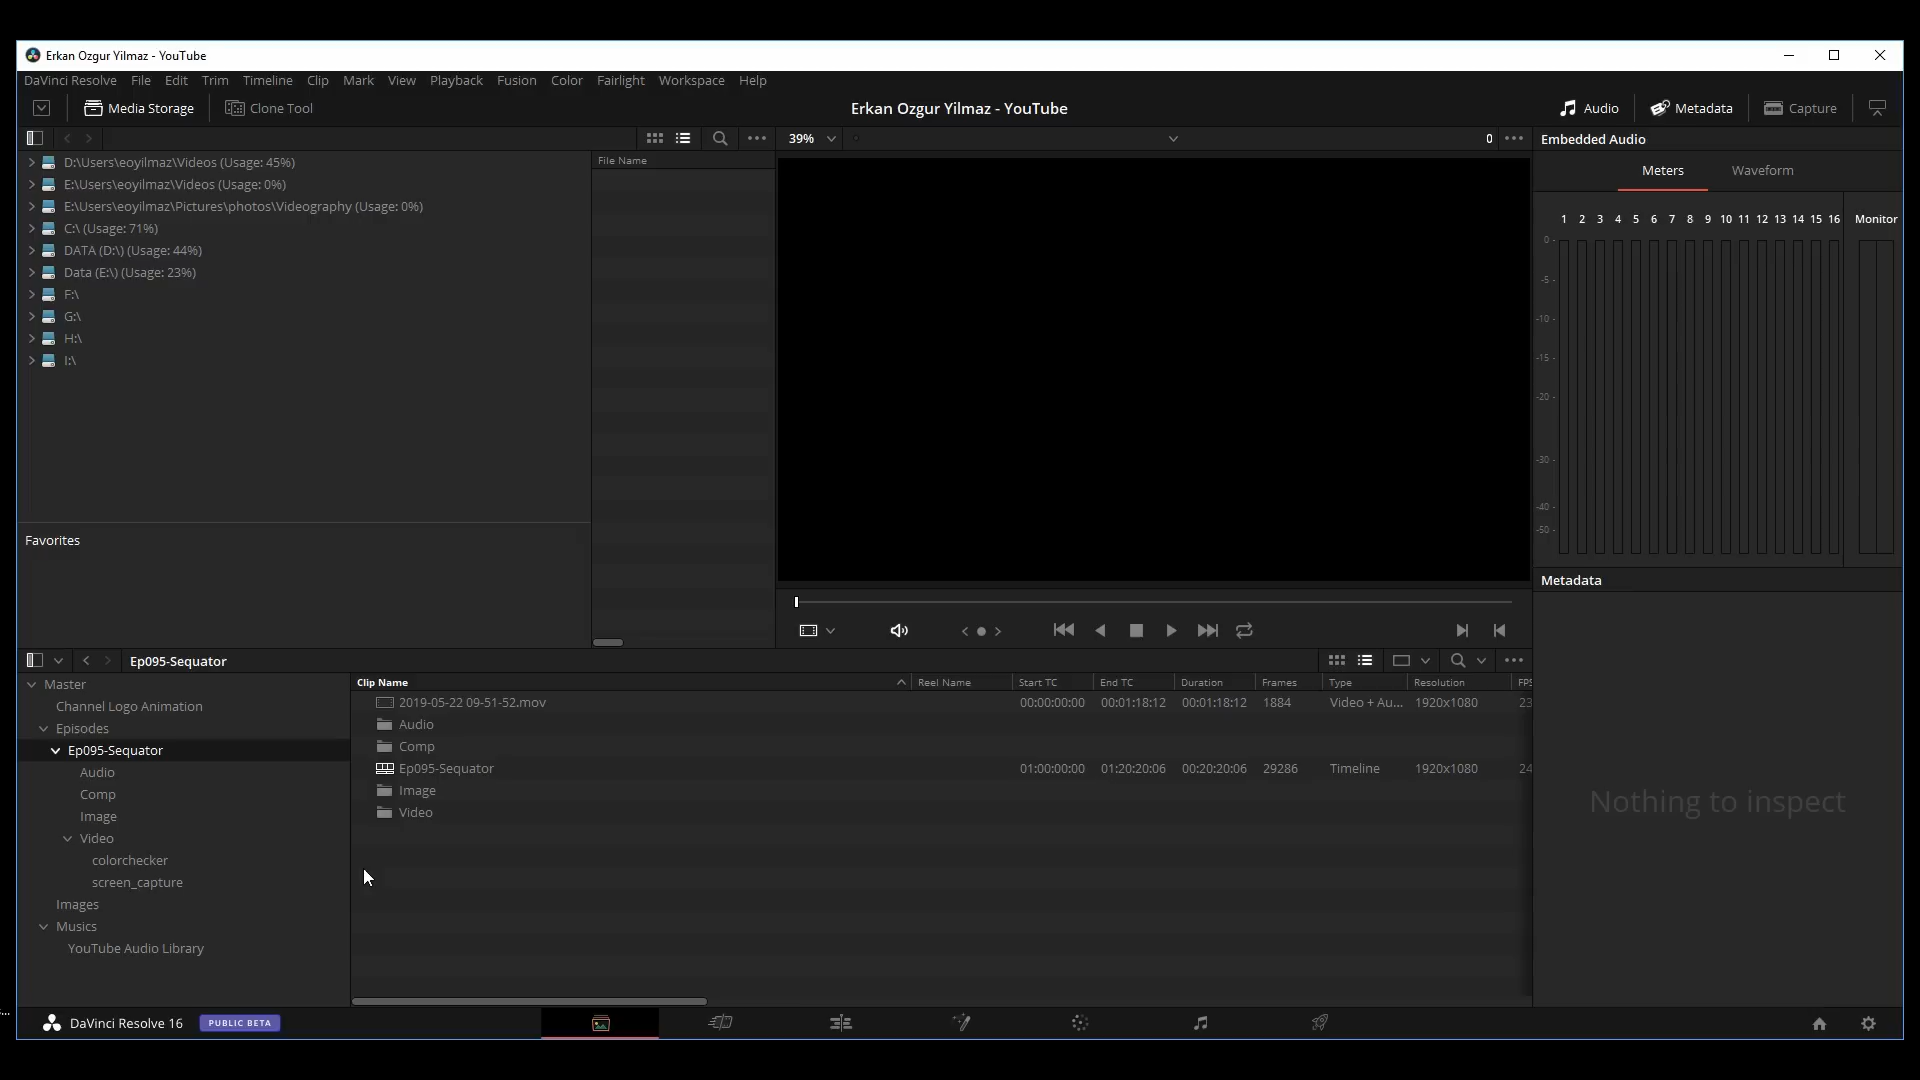 Erkan Ozgur Yilmaz - YouTube
DaVinci Resolve File Edit Trim Timeline Clip Mark View Playback Fusion Color Fairlight Workspace Help
Media Storage Clone Tool Erkan Ozgur Yilmaz - YouTube Audio Metadata Capture
39% 0 Embedded Audio
D:\Users\eoyilmaz\Videos (Usage: 45%)
E:\Users\eoyilmaz\Videos (Usage: 0%)
E:\Users\eoyilmaz\Pictures\photos\Videography (Usage: 0%)
C:\ (Usage: 71%)
DATA (D:\) (Usage: 44%)
Data (E:\) (Usage: 23%)
F:\
G:\
H:\
I:\
File Name
Meters Waveform
1 2 3 4 5 6 7 8 9 10 11 12 13 14 15 16 Monitor
0 -
-5 -
-10 -
-15 -
-20 -
-30 -
-40 -
-50 -
Favorites
Metadata
Nothing to inspect
Ep095-Sequator
Master
Channel Logo Animation
Episodes
Ep095-Sequator
Audio
Comp
Image
Video
colorchecker
screen_capture
Images
Musics
YouTube Audio Library
Clip Name Reel Name Start TC End TC Duration Frames Type Resolution FPS
2019-05-22 09-51-52.mov 00:00:00:00 00:01:18:12 00:01:18:12 1884 Video + Au... 1920x1080 23
Audio
Comp
Ep095-Sequator 01:00:00:00 01:20:20:06 00:20:20:06 29286 Timeline 1920x1080 24
Image
Video
DaVinci Resolve 16 PUBLIC BETA